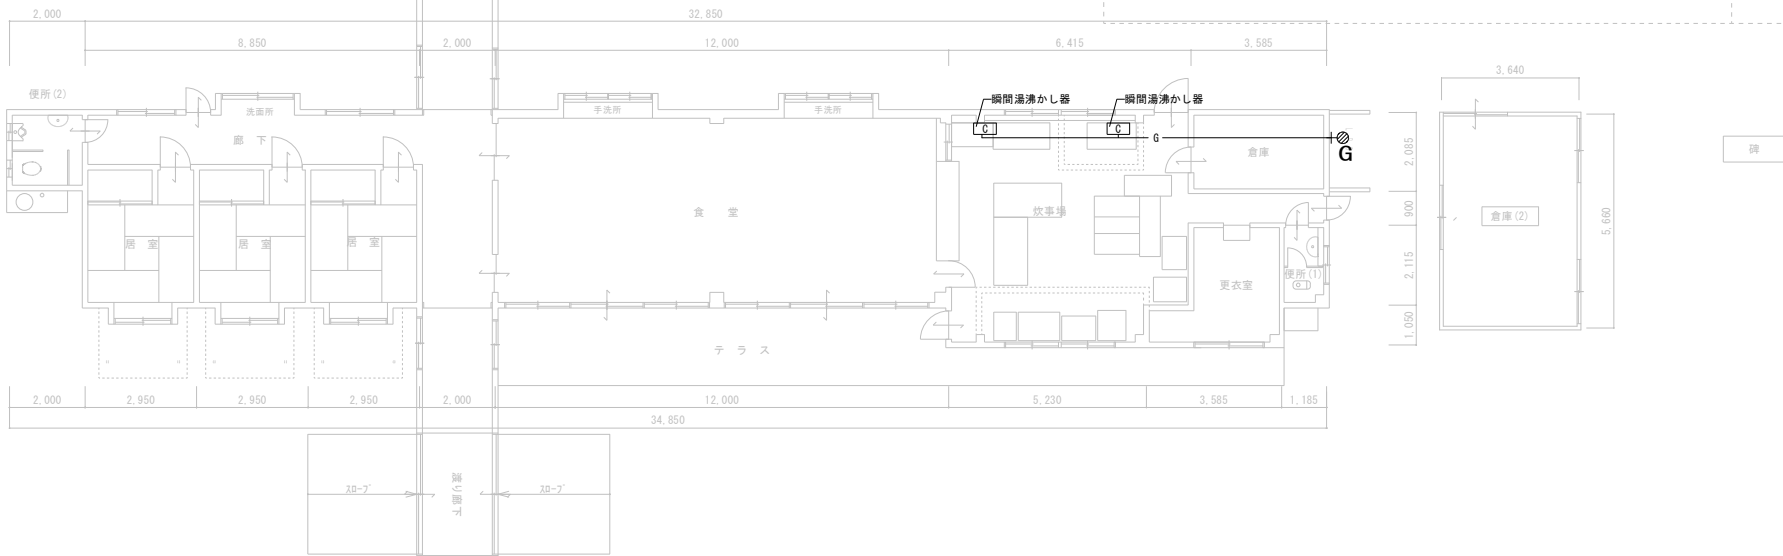 2,000
32,850
8,850
2,000
12,000
6,415
3,585
3,640
便所(2)
洗面所
手洗所
手洗所
瞬間湯沸かし器
瞬間湯沸かし器
C
C
G
G
廊 下
倉庫
2,085
碑
居 室
居 室
居 室
食 堂
炊事場
900
倉庫(2)
5,660
2,115
更衣室
便所(1)
1,050
テ ラ ス
2,000
2,950
2,950
2,950
2,000
12,000
5,230
3,585
1,185
34,850
スロープ
渡り廊下
スロープ